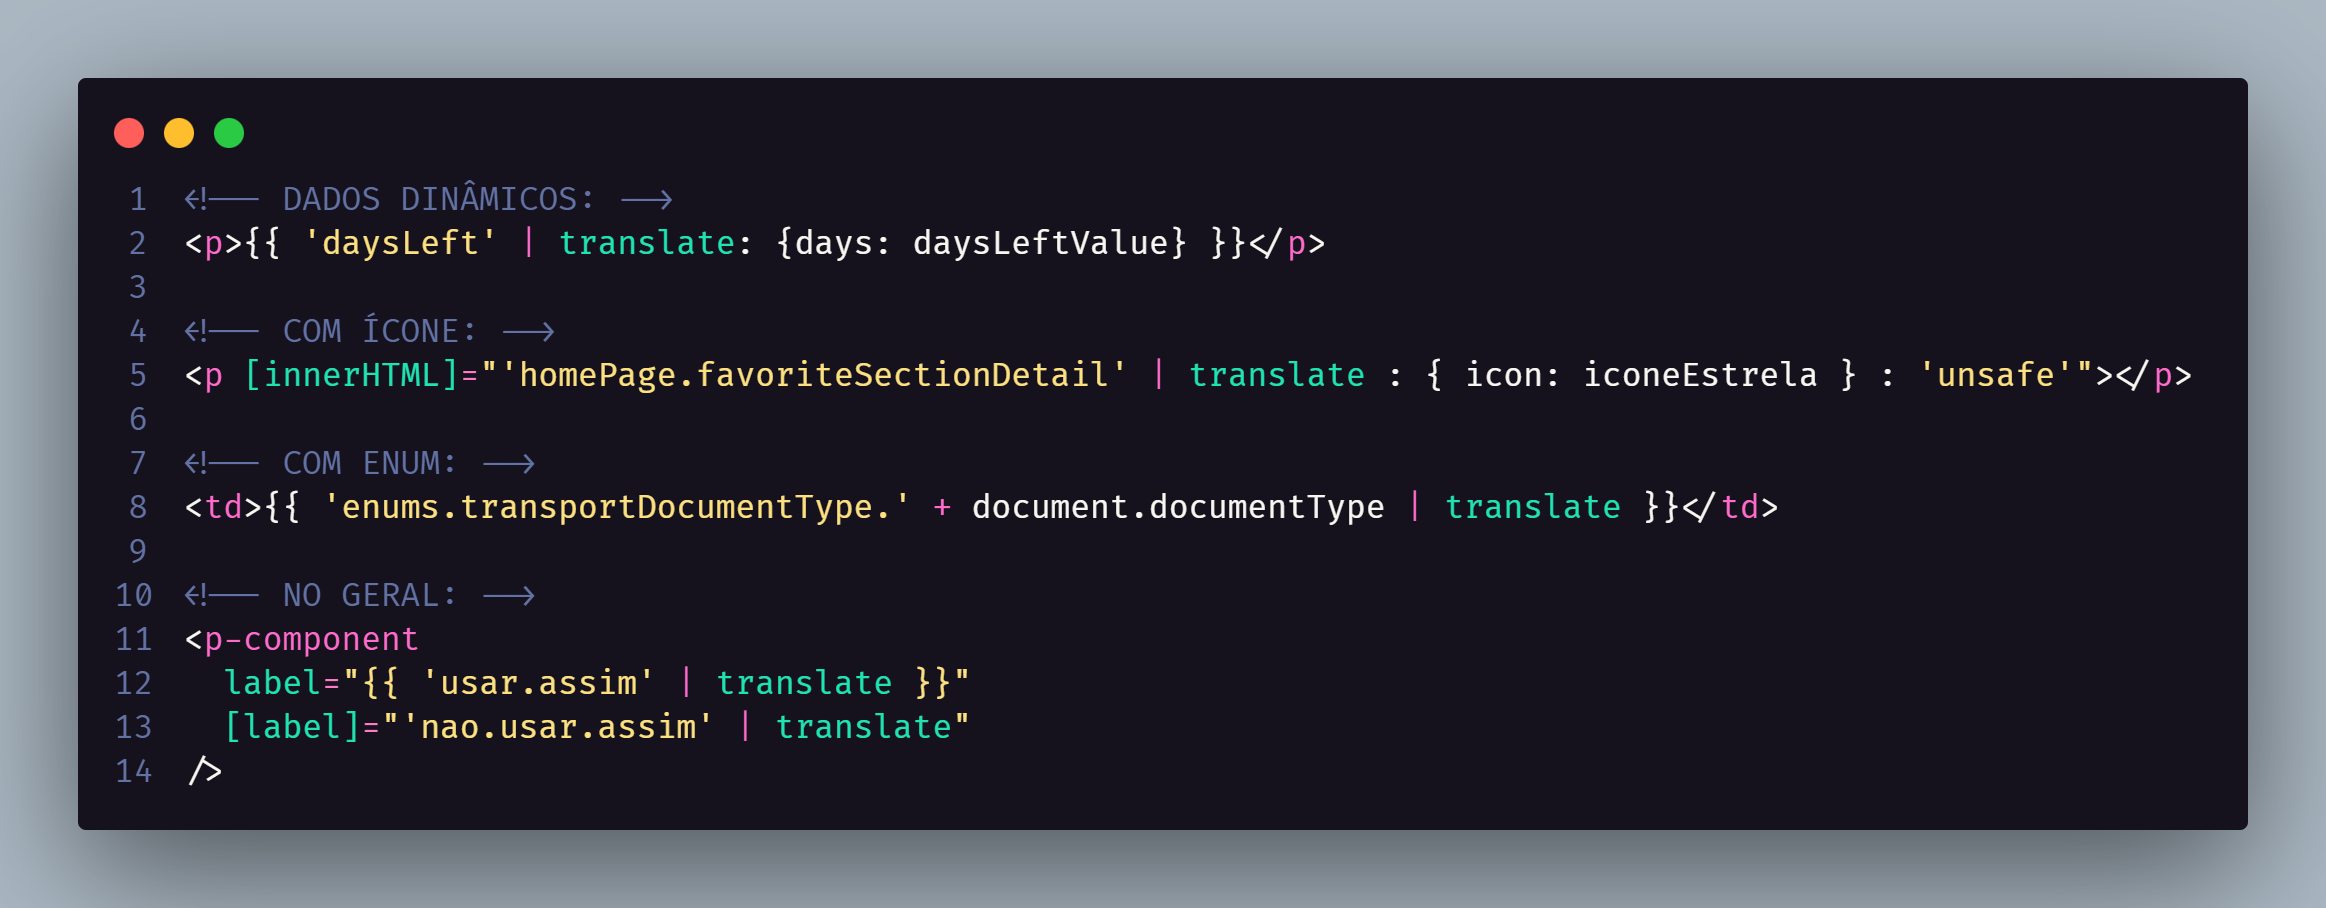 1 <!-- DADOS DINÂMICOS: -->
2 <p>{{ 'daysLeft' | translate: {days: daysLeftValue} }}</p>
3
4 <!-- COM ÍCONE: -->
5 <p [innerHTML]="'homePage.favoriteSectionDetail' | translate : { icon: iconeEstrela } : 'unsafe'"></p>
6
7 <!-- COM ENUM: -->
8 <td>{{ 'enums.transportDocumentType.' + document.documentType | translate }}</td>
9
10 <!-- NO GERAL: -->
11 <p-component
12   label="{{ 'usar.assim' | translate }}"
13   [label]="'nao.usar.assim' | translate"
14 />